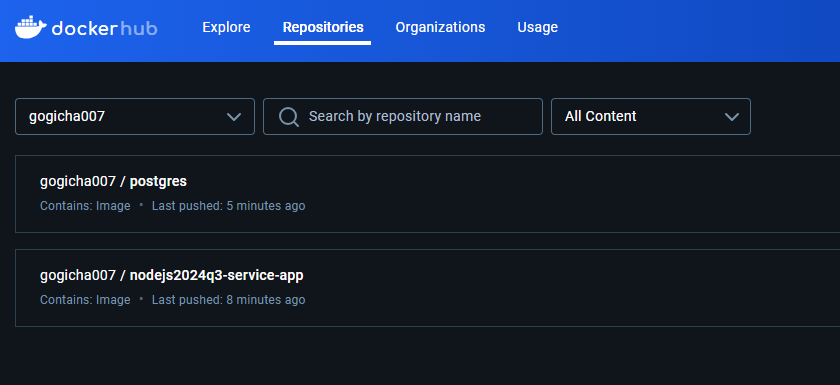 dockerhub Explore Repositories Organizations Usage
gogicha007 Search by repository name All Content
gogicha007 / postgres
Contains: Image • Last pushed: 5 minutes ago
gogicha007 / nodejs2024q3-service-app
Contains: Image • Last pushed: 8 minutes ago